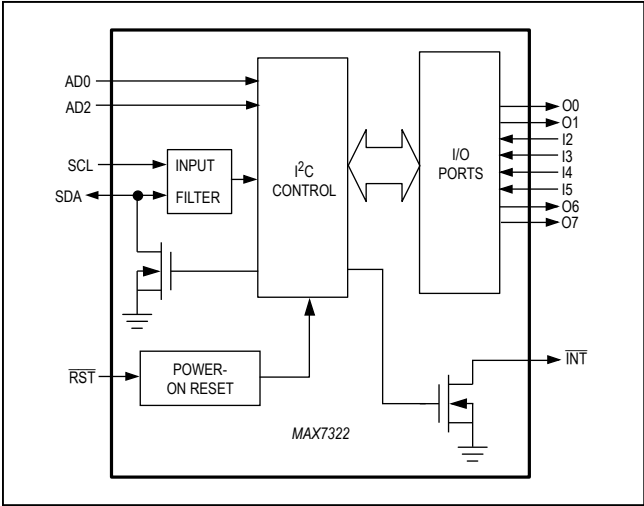 AD0
AD2
SCL
SDA
INPUT
FILTER
I²C
CONTROL
I/O
PORTS
O0
O1
I2
I3
I4
I5
O6
O7
RST
POWER-
ON RESET
INT
MAX7322